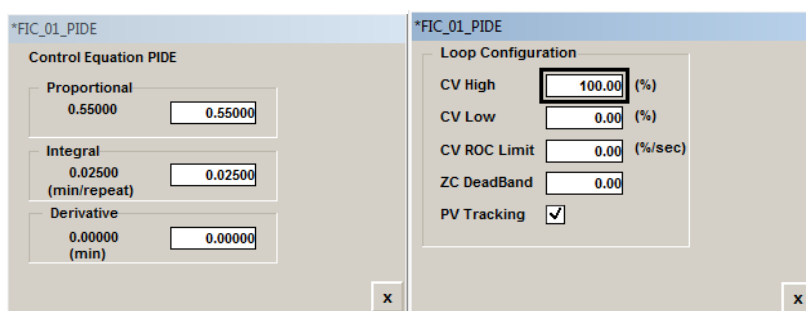 *FIC_01_PIDE
Control Equation PIDE
Proportional
0.55000 0.55000
Integral
0.02500 0.02500
(min/repeat)
Derivative
0.00000 0.00000
(min)
x
*FIC_01_PIDE
Loop Configuration
CV High 100.00 (%)
CV Low 0.00 (%)
CV ROC Limit 0.00 (%/sec)
ZC DeadBand 0.00
PV Tracking
x